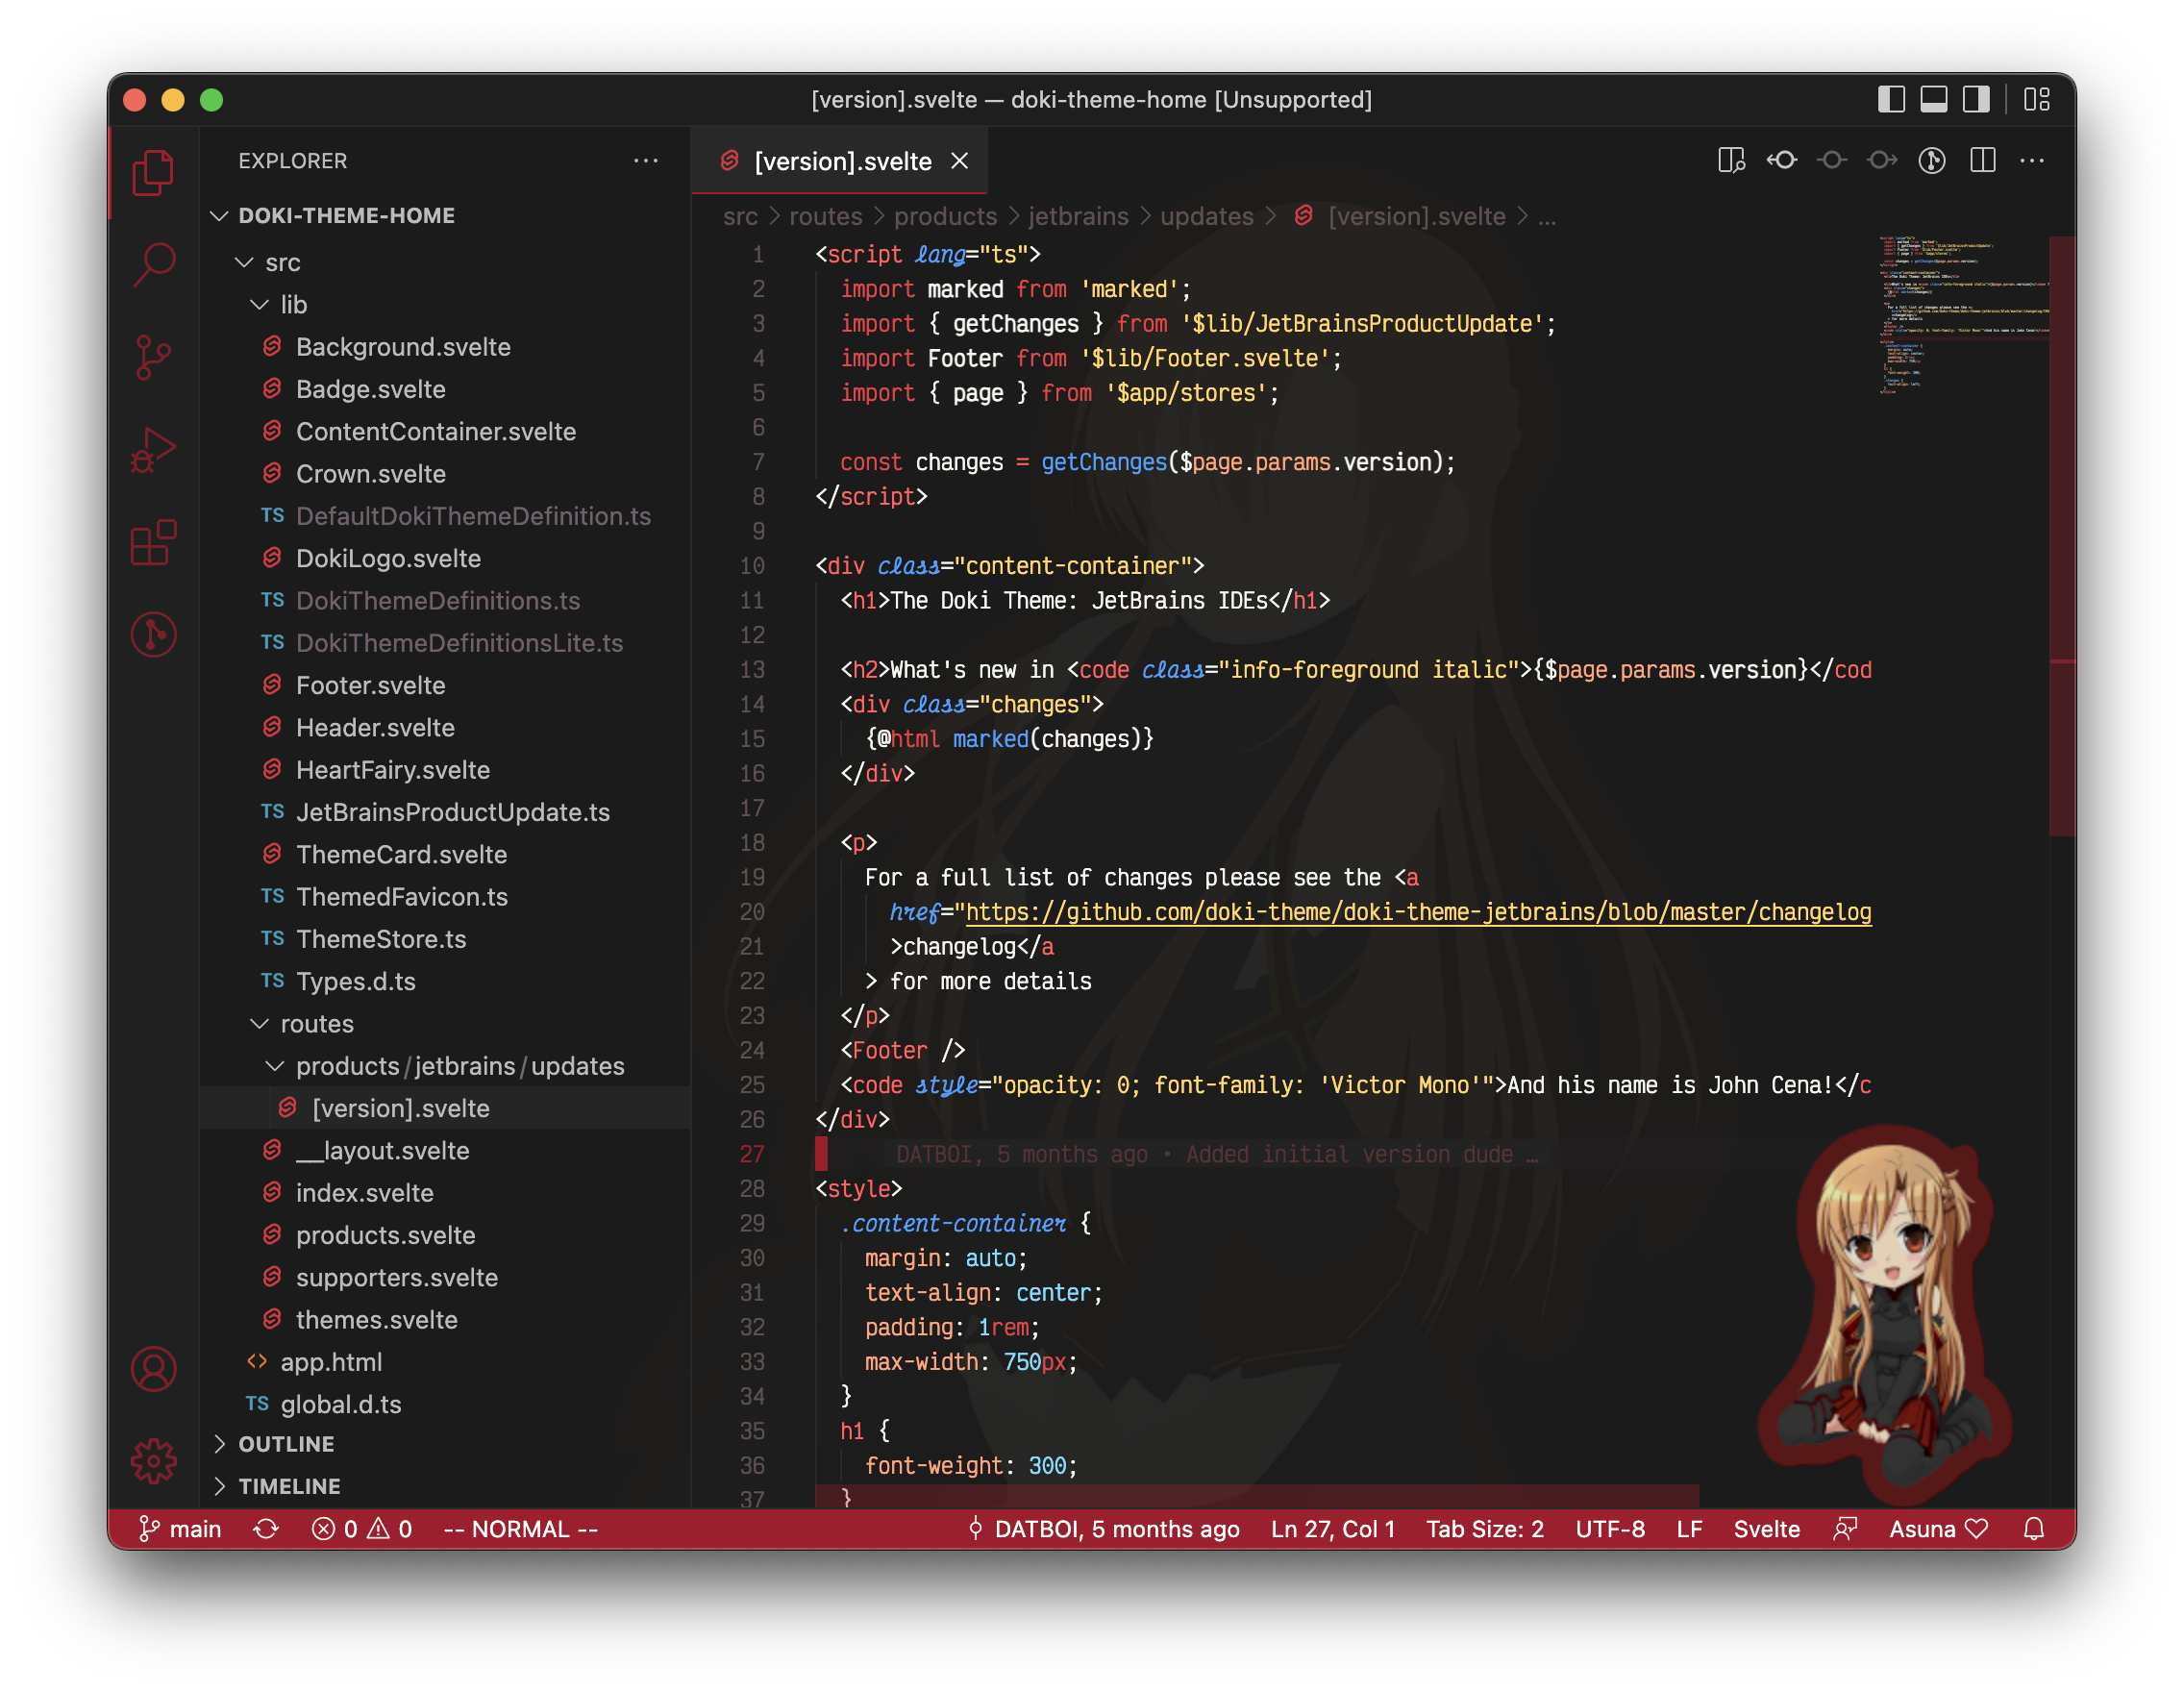 [version].svelte — doki-theme-home [Unsupported]
EXPLORER
DOKI-THEME-HOME
src
lib
Background.svelte
Badge.svelte
ContentContainer.svelte
Crown.svelte
TS DefaultDokiThemeDefinition.ts
DokiLogo.svelte
TS DokiThemeDefinitions.ts
TS DokiThemeDefinitionsLite.ts
Footer.svelte
Header.svelte
HeartFairy.svelte
TS JetBrainsProductUpdate.ts
ThemeCard.svelte
TS ThemedFavicon.ts
TS ThemeStore.ts
TS Types.d.ts
routes
products/jetbrains/updates
[version].svelte
__layout.svelte
index.svelte
products.svelte
supporters.svelte
themes.svelte
<> app.html
TS global.d.ts
OUTLINE
TIMELINE
[version].svelte
src > routes > products > jetbrains > updates > [version].svelte > ...
1 <script lang="ts">
2 import marked from 'marked';
3 import { getChanges } from '$lib/JetBrainsProductUpdate';
4 import Footer from '$lib/Footer.svelte';
5 import { page } from '$app/stores';
6
7 const changes = getChanges($page.params.version);
8 </script>
9
10 <div class="content-container">
11 <h1>The Doki Theme: JetBrains IDEs</h1>
12
13 <h2>What's new in <code class="info-foreground italic">{$page.params.version}</cod
14 <div class="changes">
15 {@html marked(changes)}
16 </div>
17
18 <p>
19 For a full list of changes please see the <a
20 href="https://github.com/doki-theme/doki-theme-jetbrains/blob/master/changelog
21 >changelog</a
22 > for more details
23 </p>
24 <Footer />
25 <code style="opacity: 0; font-family: 'Victor Mono'">And his name is John Cena!</c
26 </div>
27 DATBOI, 5 months ago • Added initial version dude …
28 <style>
29 .content-container {
30 margin: auto;
31 text-align: center;
32 padding: 1rem;
33 max-width: 750px;
34 }
35 h1 {
36 font-weight: 300;
37 }
main 0 0 -- NORMAL -- DATBOI, 5 months ago Ln 27, Col 1 Tab Size: 2 UTF-8 LF Svelte Asuna ♡